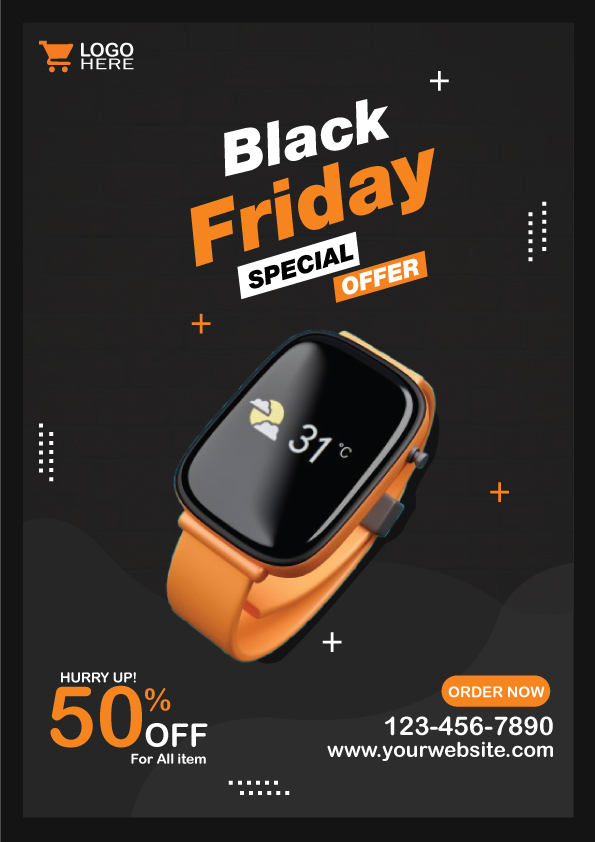 LOGO
HERE
Black
Friday
SPECIAL
OFFER
31 °C
HURRY UP!
50%
OFF
For All item
ORDER NOW
123-456-7890
www.yourwebsite.com